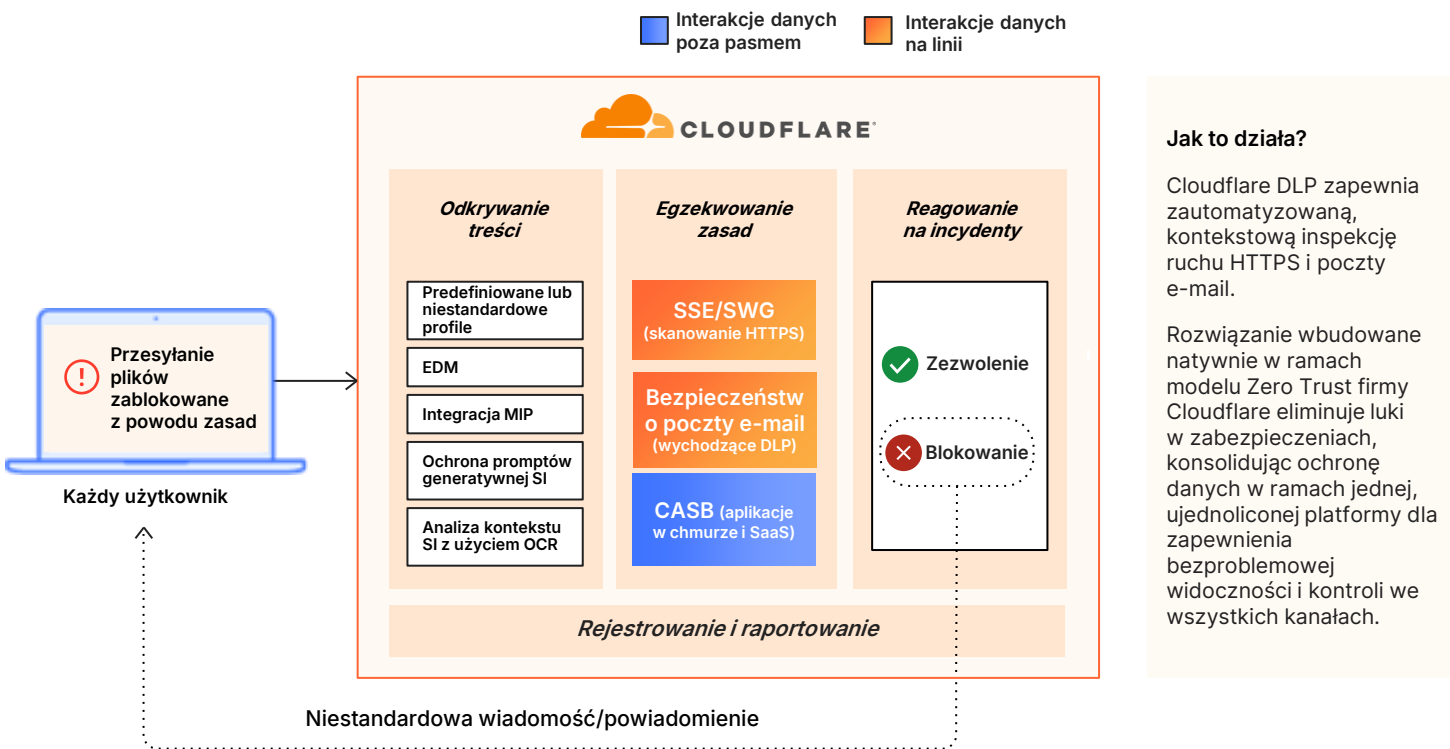 Interakcje danych
poza pasmem
Interakcje danych
na linii
CLOUDFLARE
Odkrywanie
treści
Predefiniowane lub
niestandardowe
profile
EDM
Integracja MIP
Ochrona promptów
generatywnej SI
Analiza kontekstu
SI z użyciem OCR
Egzekwowanie
zasad
SSE/SWG
(skanowanie HTTPS)
Bezpieczeństw
o poczty e-mail
(wychodzące DLP)
CASB (aplikacje
w chmurze i SaaS)
Reagowanie
na incydenty
Zezwolenie
Blokowanie
Rejestrowanie i raportowanie
Przesyłanie
plików
zablokowane
z powodu zasad
Każdy użytkownik
Niestandardowa wiadomość/powiadomienie
Jak to działa?
Cloudflare DLP zapewnia
zautomatyzowaną,
kontekstową inspekcję
ruchu HTTPS i poczty
e-mail.
Rozwiązanie wbudowane
natywnie w ramach
modelu Zero Trust firmy
Cloudflare eliminuje luki
w zabezpieczeniach,
konsolidując ochronę
danych w ramach jednej,
ujednoliconej platformy dla
zapewnienia
bezproblemowej
widoczności i kontroli we
wszystkich kanałach.